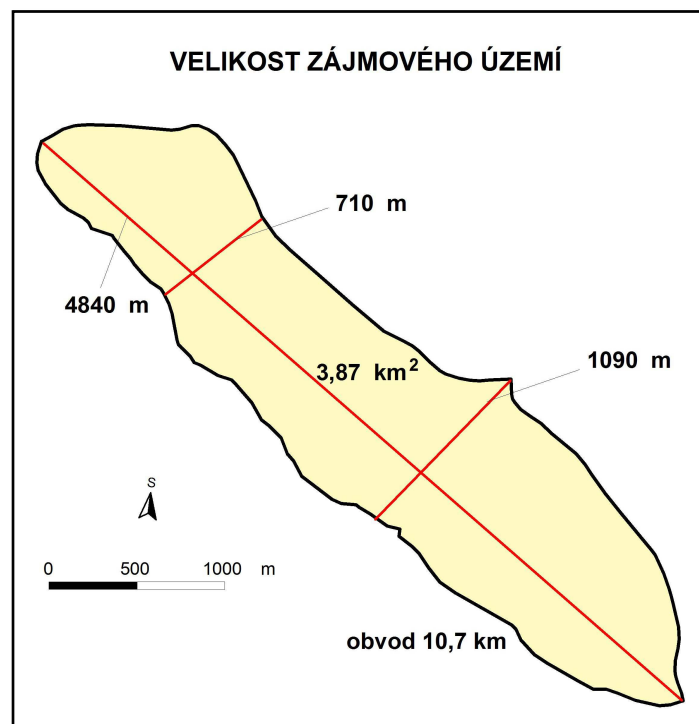 VELIKOST ZÁJMOVÉHO ÚZEMÍ
710 m
4840 m
3,87 km²
1090 m
S
0 500 1000 m
obvod 10,7 km